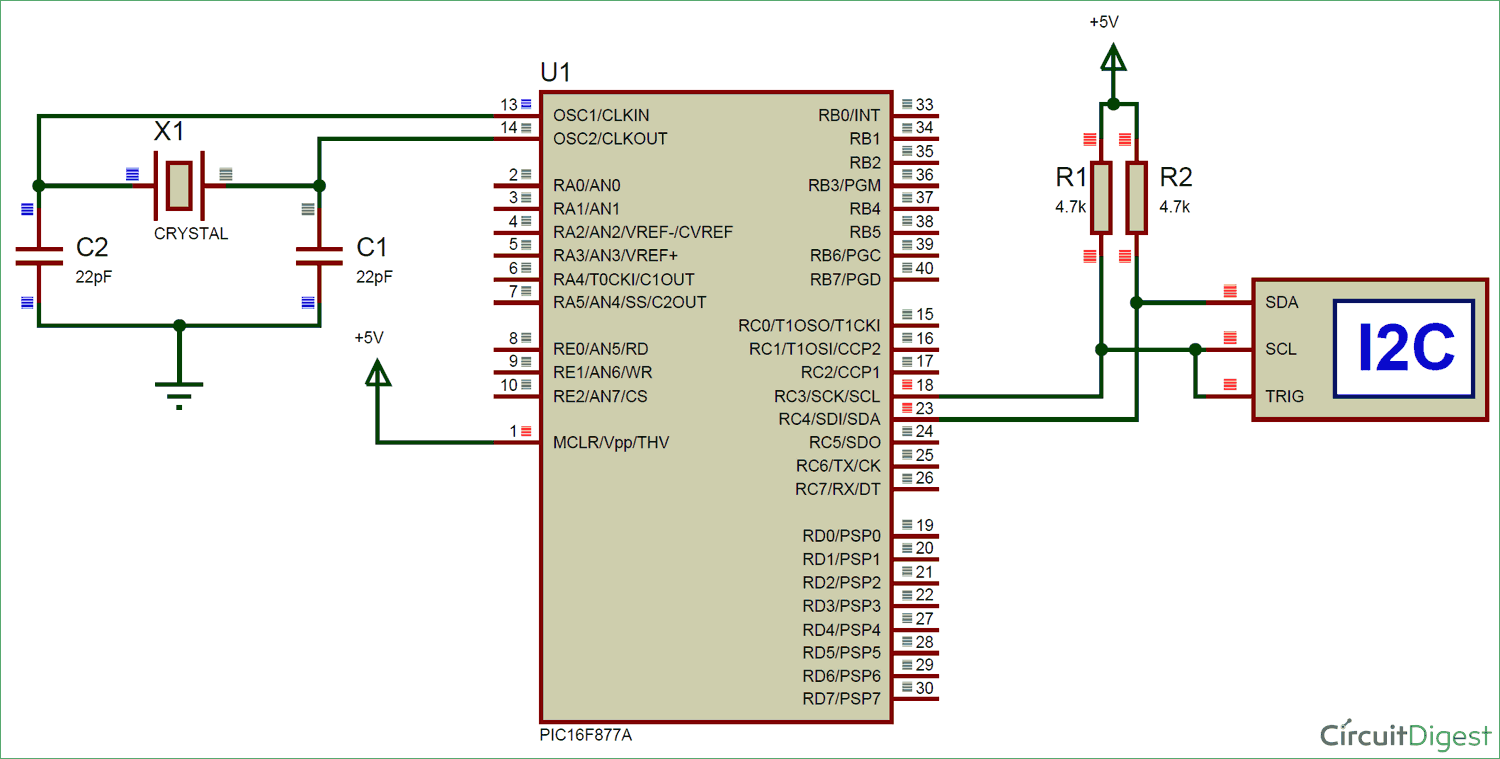 +5V
U1
13
OSC1/CLKIN
RB0/INT
33
14
OSC2/CLKOUT
RB1
34
X1
RB2
35
2
RA0/AN0
RB3/PGM
36
R1
4.7k
R2
4.7k
3
RA1/AN1
RB4
37
CRYSTAL
4
RA2/AN2/VREF-/CVREF
RB5
38
C2
22pF
C1
22pF
5
RA3/AN3/VREF+
RB6/PGC
39
6
RA4/T0CKI/C1OUT
RB7/PGD
40
7
RA5/AN4/SS/C2OUT
SDA
RC0/T1OSO/T1CKI
15
+5V
8
RE0/AN5/RD
RC1/T1OSI/CCP2
16
SCL
I2C
9
RE1/AN6/WR
RC2/CCP1
17
10
RE2/AN7/CS
RC3/SCK/SCL
18
TRIG
RC4/SDI/SDA
23
1
MCLR/Vpp/THV
RC5/SDO
24
RC6/TX/CK
25
RC7/RX/DT
26
RD0/PSP0
19
RD1/PSP1
20
RD2/PSP2
21
RD3/PSP3
22
RD4/PSP4
27
RD5/PSP5
28
RD6/PSP6
29
RD7/PSP7
30
PIC16F877A
CircuitDigest